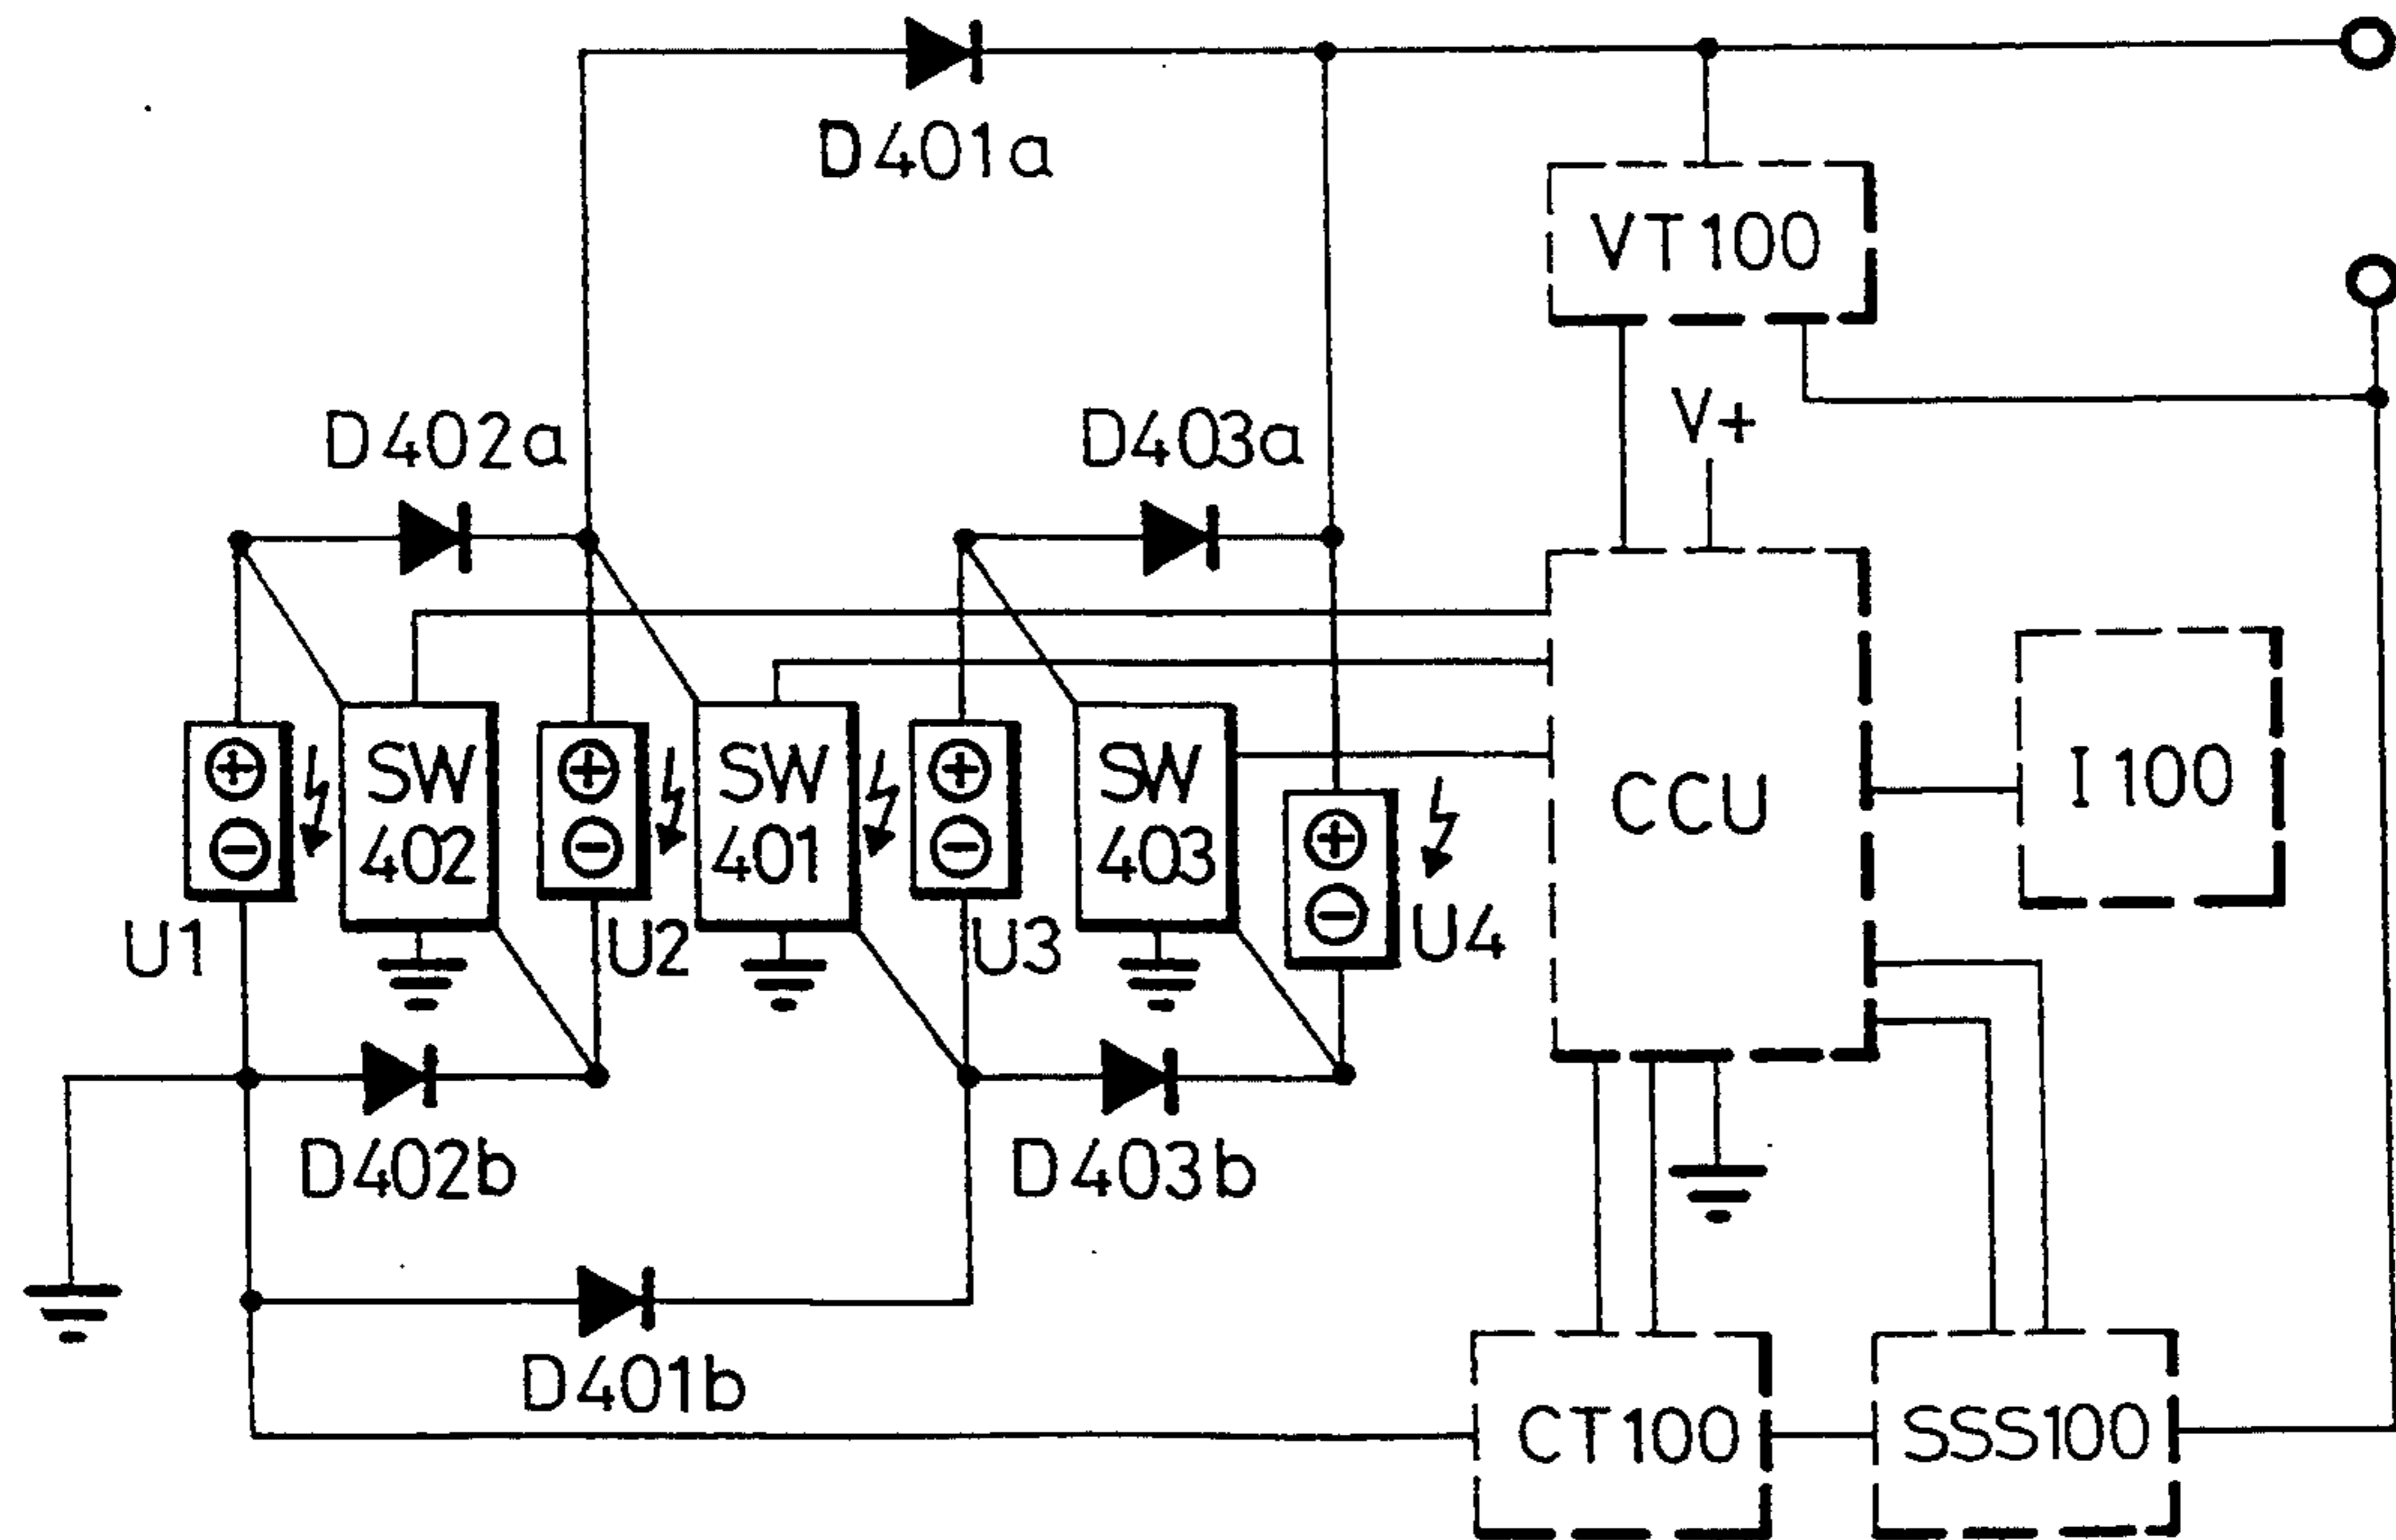 D401a
VT100
V+
D402a
D403a
SW
402
SW
401
SW
403
CCU
I100
U1
U2
U3
U4
D402b
D403b
D401b
CT100
SSS100